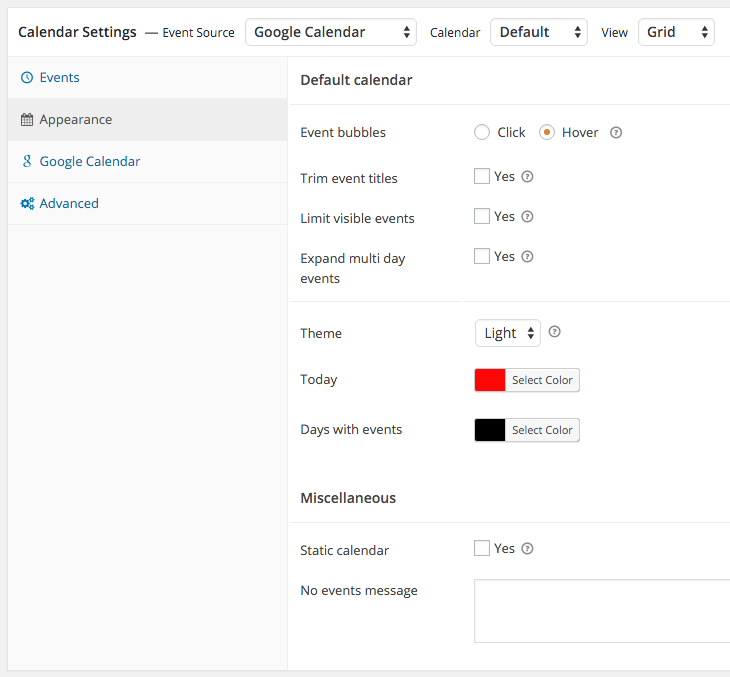 Calendar Settings — Event Source Google Calendar Calendar Default View Grid
Events
Appearance
Google Calendar
Advanced
Default calendar
Event bubbles Click Hover ?
Trim event titles Yes ?
Limit visible events Yes ?
Expand multi day
events Yes ?
Theme Light ?
Today Select Color
Days with events Select Color
Miscellaneous
Static calendar Yes ?
No events message